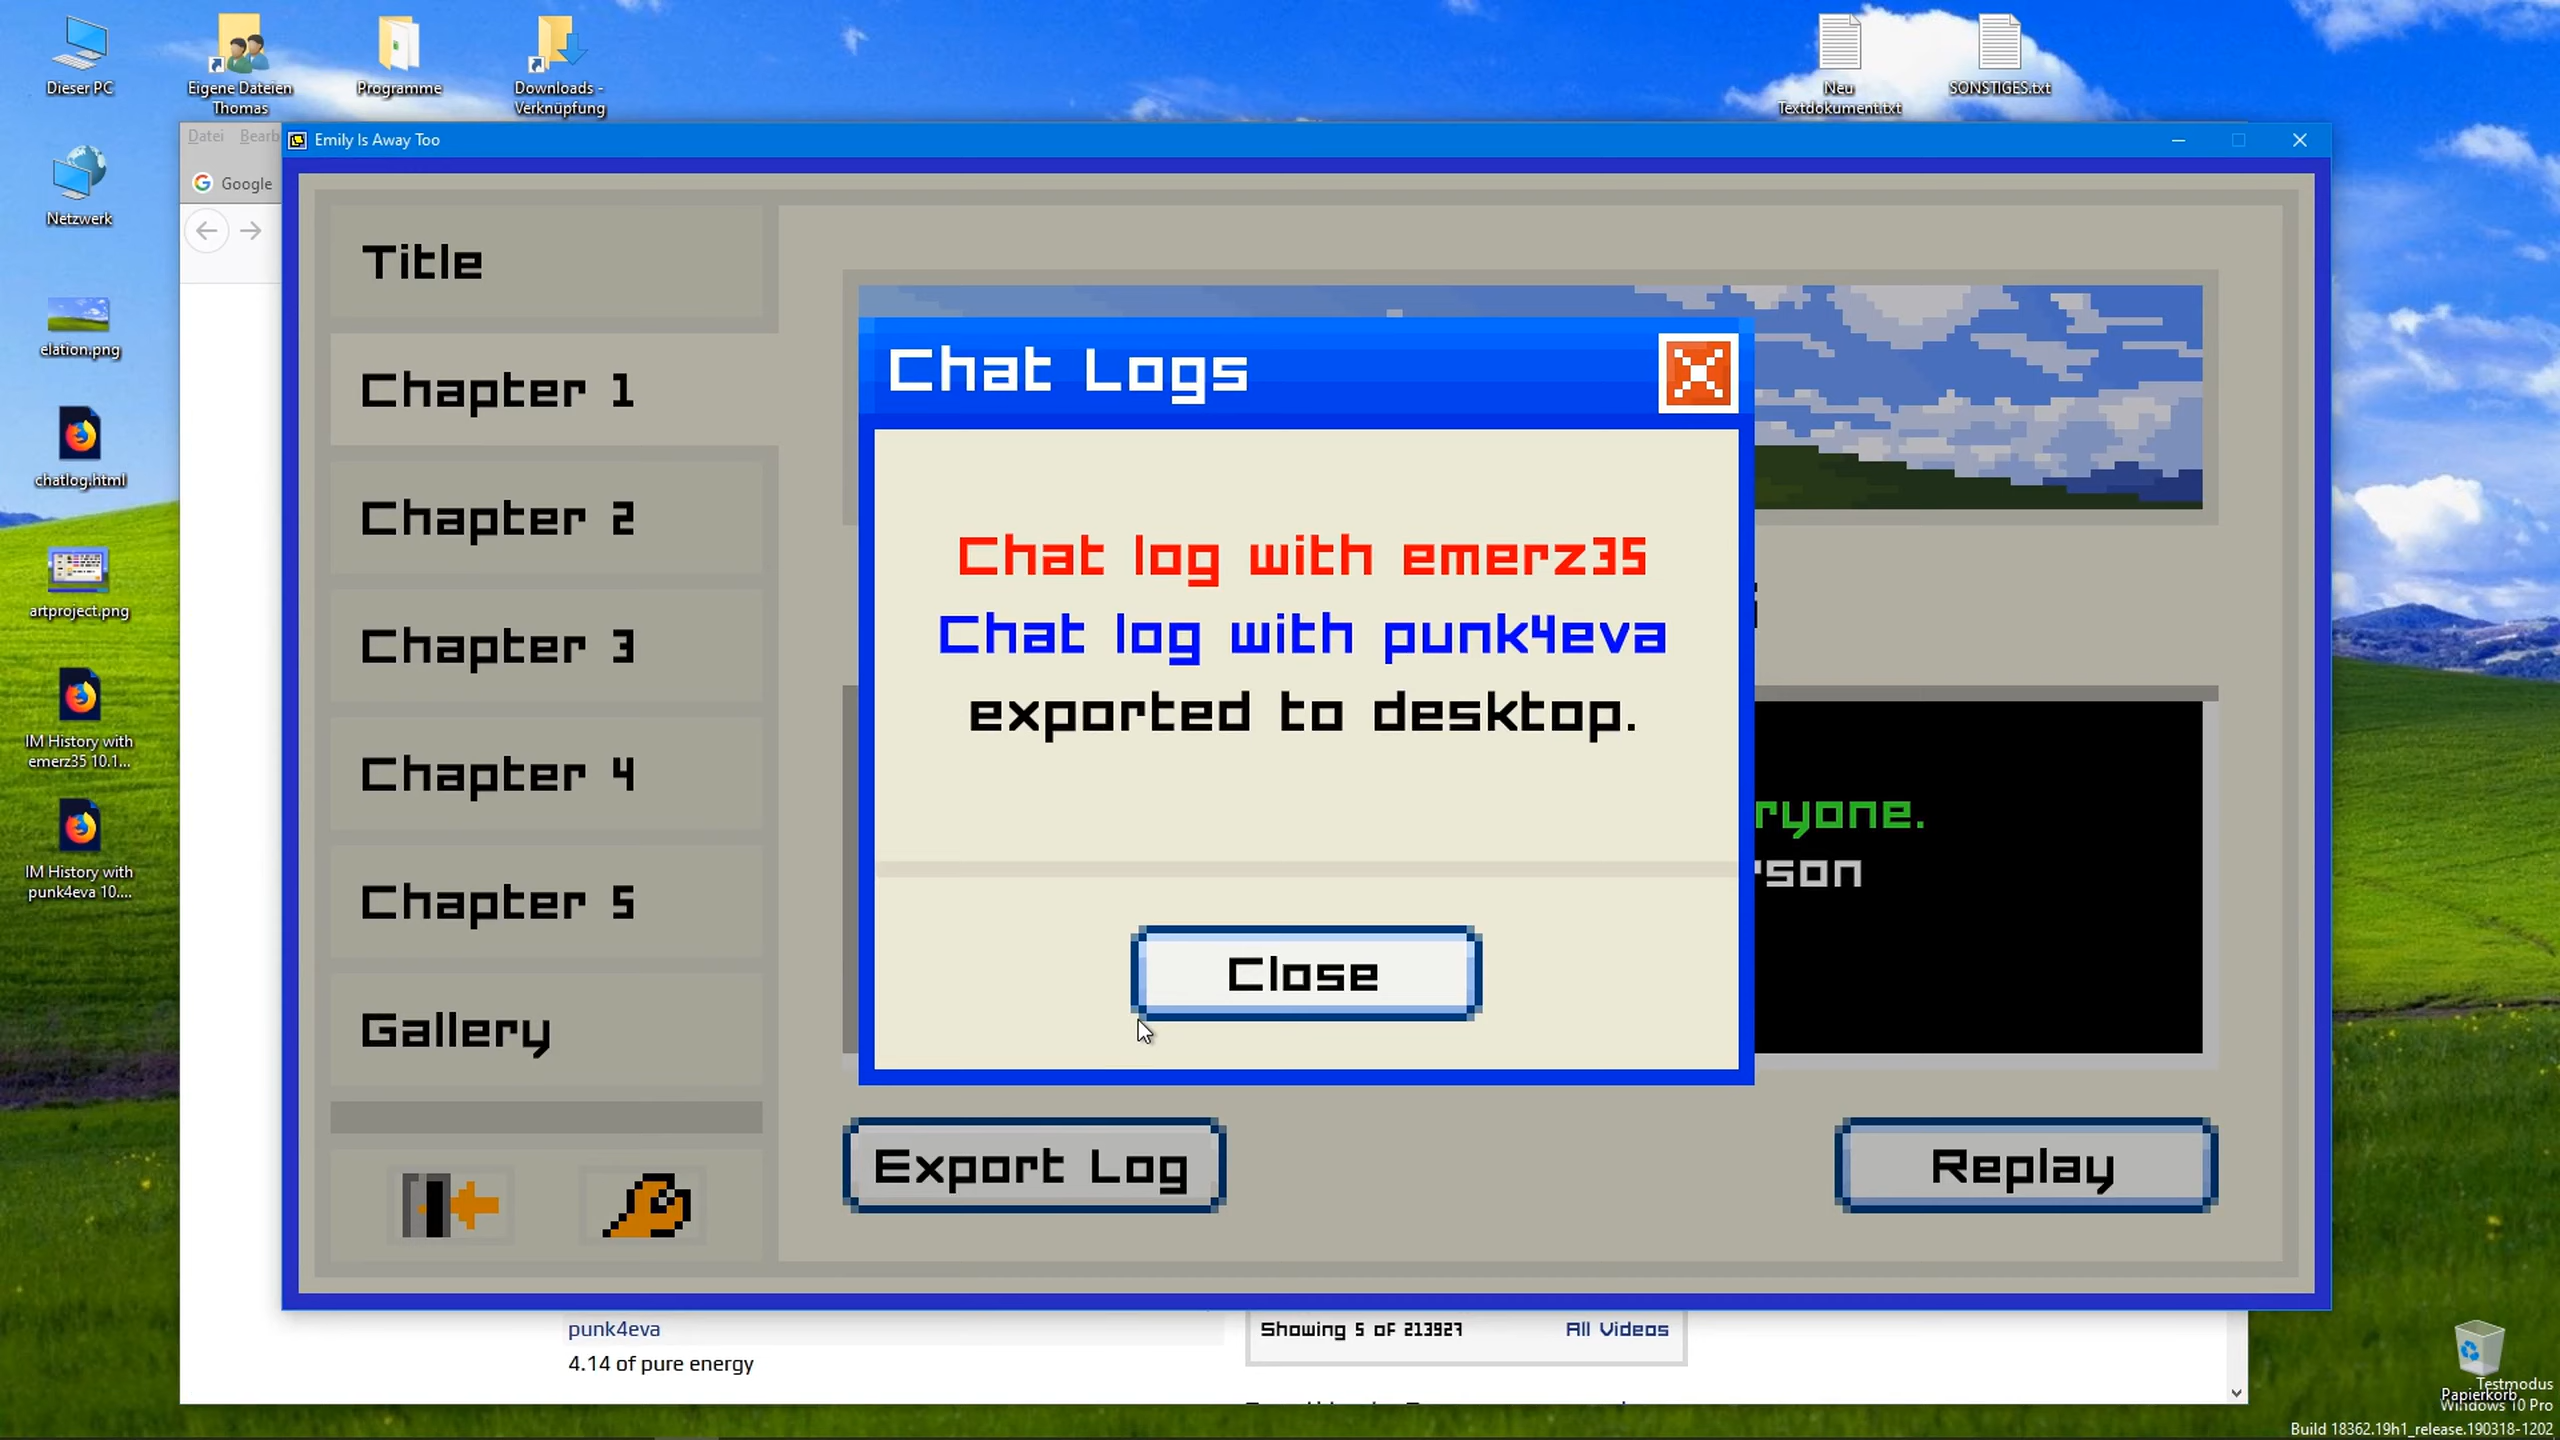 Dieser PC
Eigene Dateien
Thomas
Programme
Downloads -
Verknüpfung
Neu
Textdokument.txt
SONSTIGES.txt
Netzwerk
elation.png
chatlog.html
artproject.png
IM History with
emerz35 10.1...
IM History with
punk4eva 10....
Datei
Bearb
Google
Emily Is Away Too
Title
Chapter 1
Chapter 2
Chapter 3
Chapter 4
Chapter 5
Gallery
Chat Logs
Chat log with emerz35
Chat log with punk4eva
exported to desktop.
Close
ryone.
rson
Export Log
Replay
punk4eva
4.14 of pure energy
Showing 5 of 213927
All Videos
Papierkorb
Testmodus
Windows 10 Pro
Build 18362.19h1_release.190318-1202